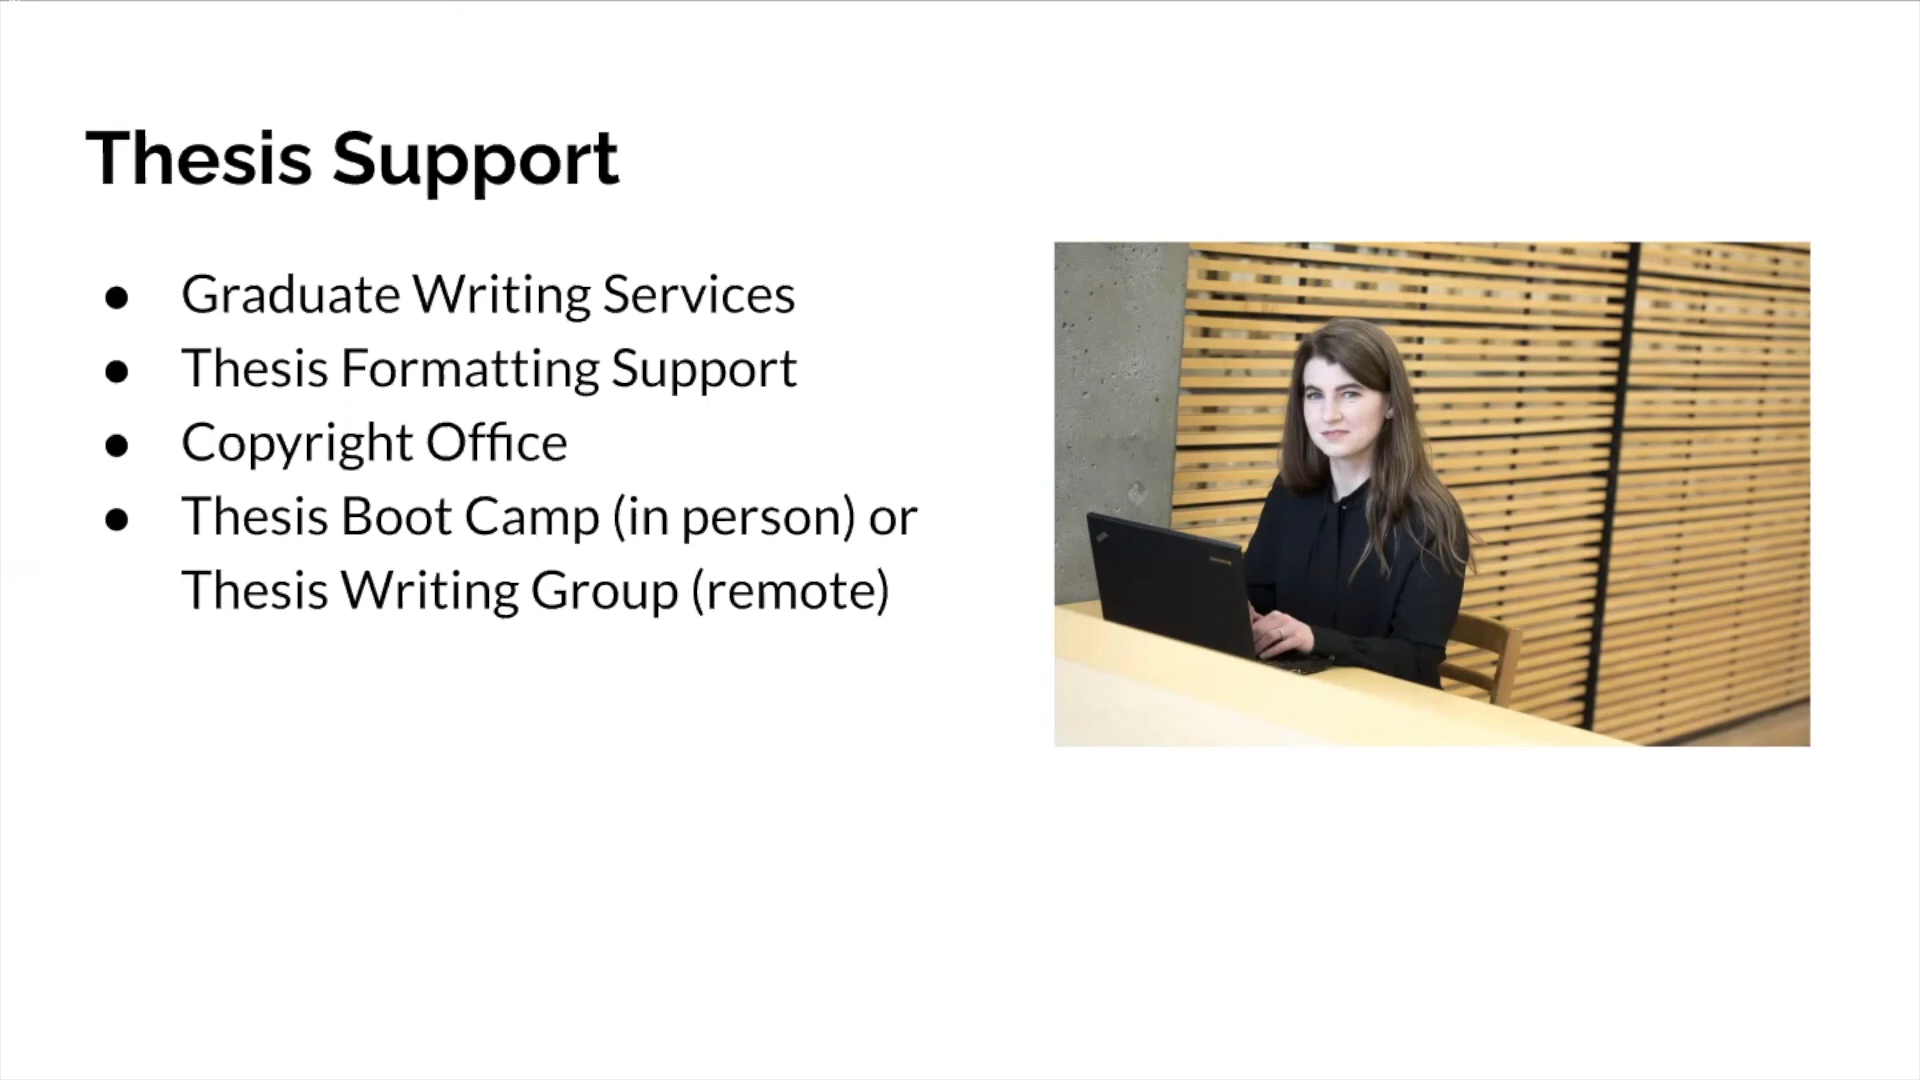 Thesis Support
● Graduate Writing Services
● Thesis Formatting Support
● Copyright Office
● Thesis Boot Camp (in person) or
Thesis Writing Group (remote)